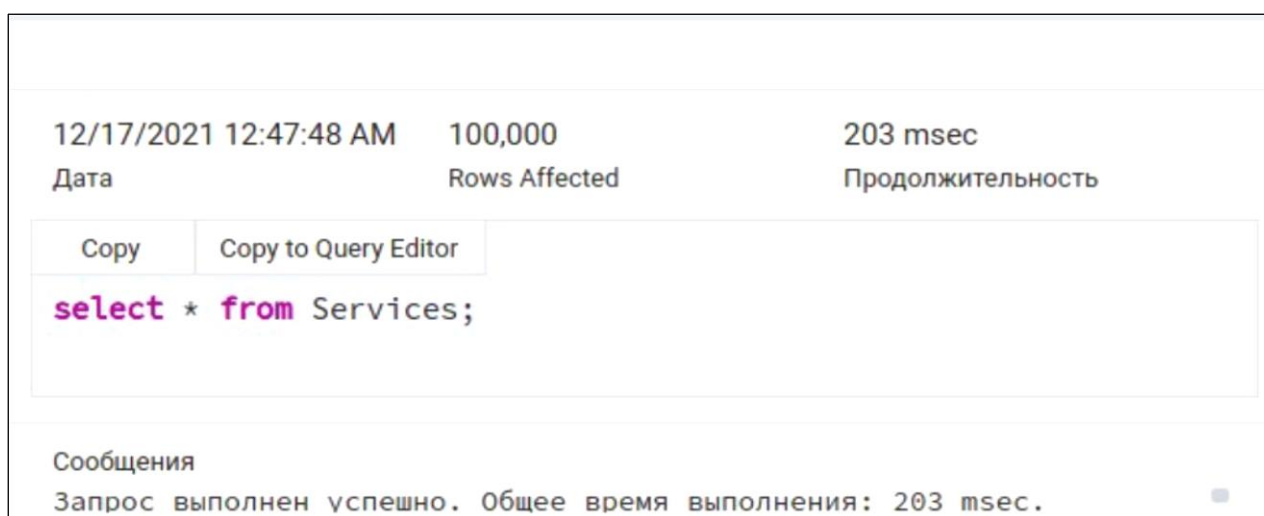 12/17/2021 12:47:48 AM 100,000 203 msec
Дата Rows Affected Продолжительность
Copy Copy to Query Editor
select * from Services;
Сообщения
Запрос выполнен успешно. Общее время выполнения: 203 msec.